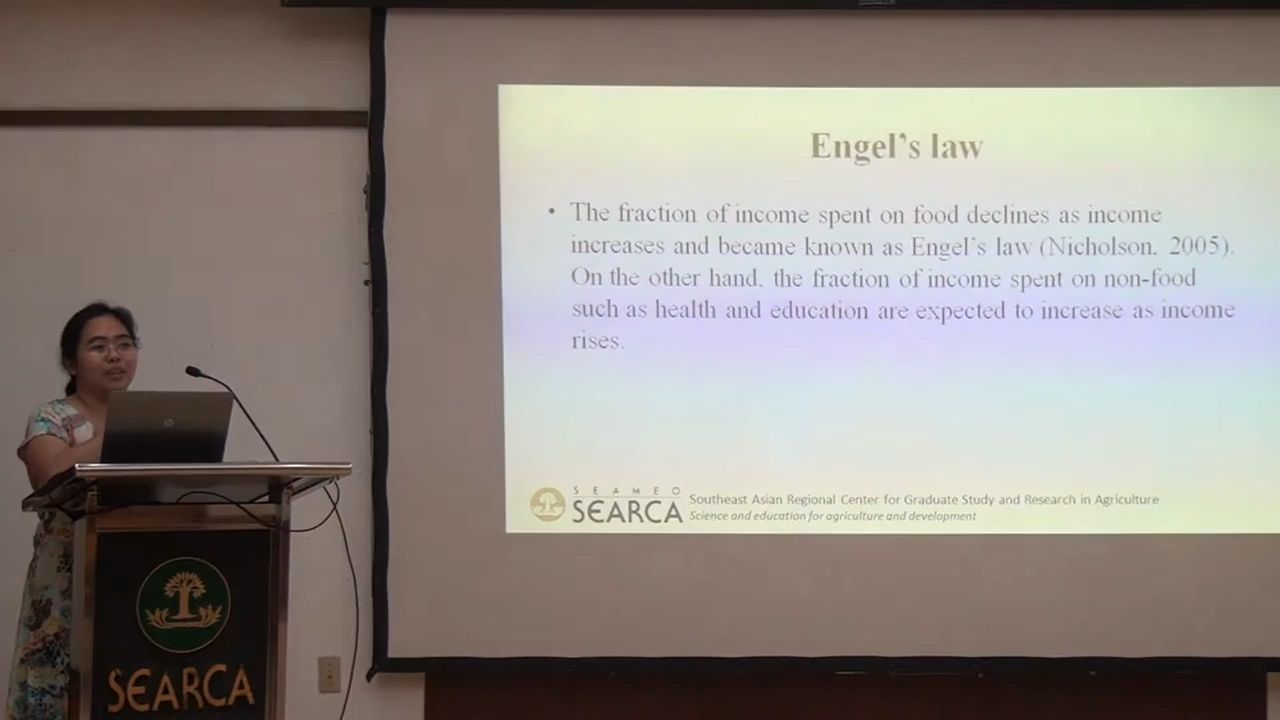 Engel's law
• The fraction of income spent on food declines as income
increases and became known as Engel's law (Nicholson, 2005).
On the other hand, the fraction of income spent on non-food
such as health and education are expected to increase as income
rises.
SEAMEO
SEARCA
Southeast Asian Regional Center for Graduate Study and Research in Agriculture
Science and education for agriculture and development
hp
SEARCA